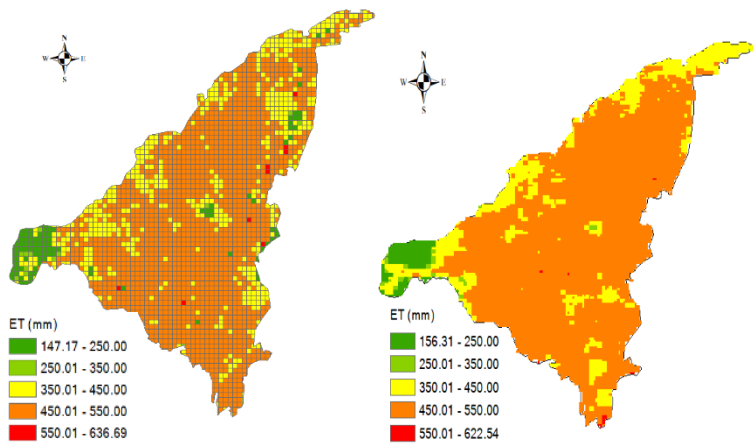 N
W E
S
ET (mm)
147.17 - 250.00
250.01 - 350.00
350.01 - 450.00
450.01 - 550.00
550.01 - 636.69
N
W E
S
ET (mm)
156.31 - 250.00
250.01 - 350.00
350.01 - 450.00
450.01 - 550.00
550.01 - 622.54